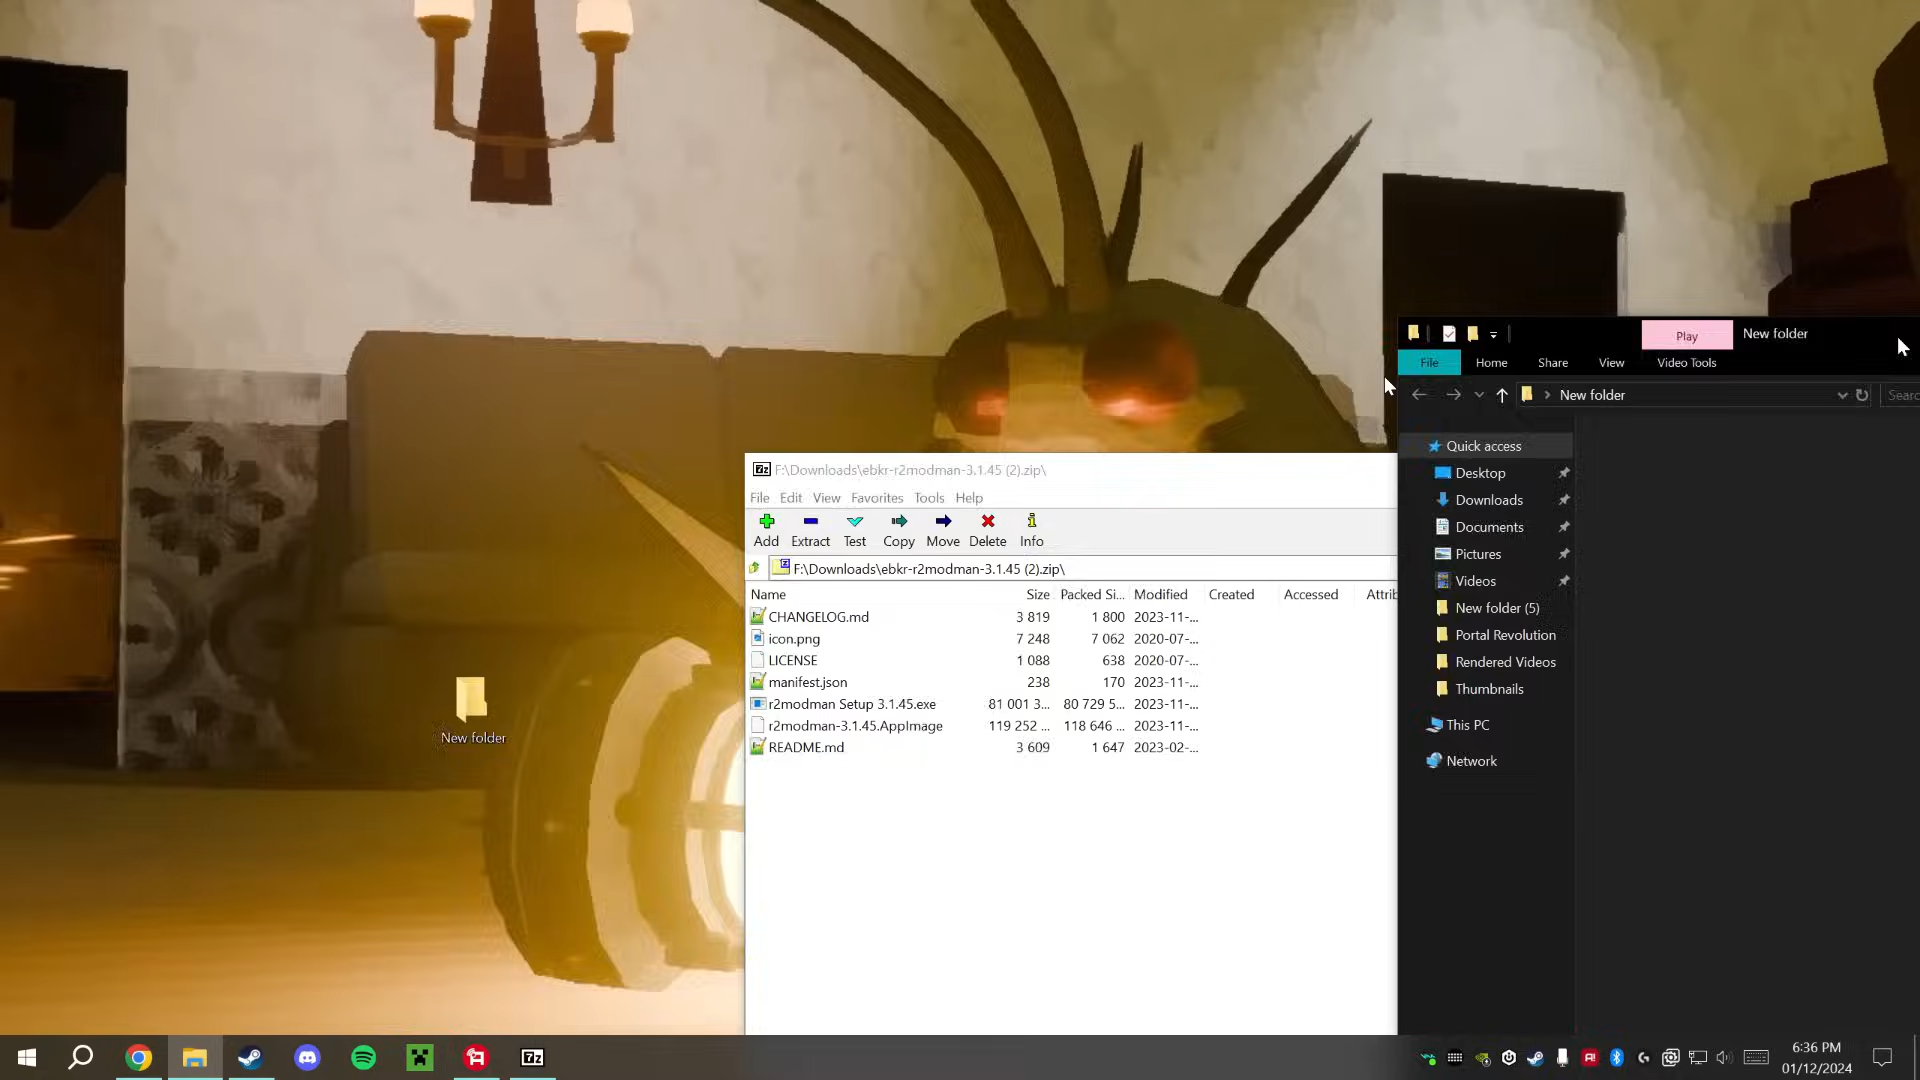 New folder
F:\Downloads\ebkr-r2modman-3.1.45 (2).zip\
File Edit View Favorites Tools Help
Add Extract Test Copy Move Delete Info
F:\Downloads\ebkr-r2modman-3.1.45 (2).zip\
Name Size Packed Si... Modified Created Accessed Attrib
CHANGELOG.md 3 819 1 800 2023-11-...
icon.png 7 248 7 062 2020-07-...
LICENSE 1 088 638 2020-07-...
manifest.json 238 170 2023-11-...
r2modman Setup 3.1.45.exe 81 001 3... 80 729 5... 2023-11-...
r2modman-3.1.45.AppImage 119 252 ... 118 646 ... 2023-11-...
README.md 3 609 1 647 2023-02-...
Play New folder
File Home Share View Video Tools
New folder Searc
Quick access
Desktop
Downloads
Documents
Pictures
Videos
New folder (5)
Portal Revolution
Rendered Videos
Thumbnails
This PC
Network
7z
6:36 PM
01/12/2024